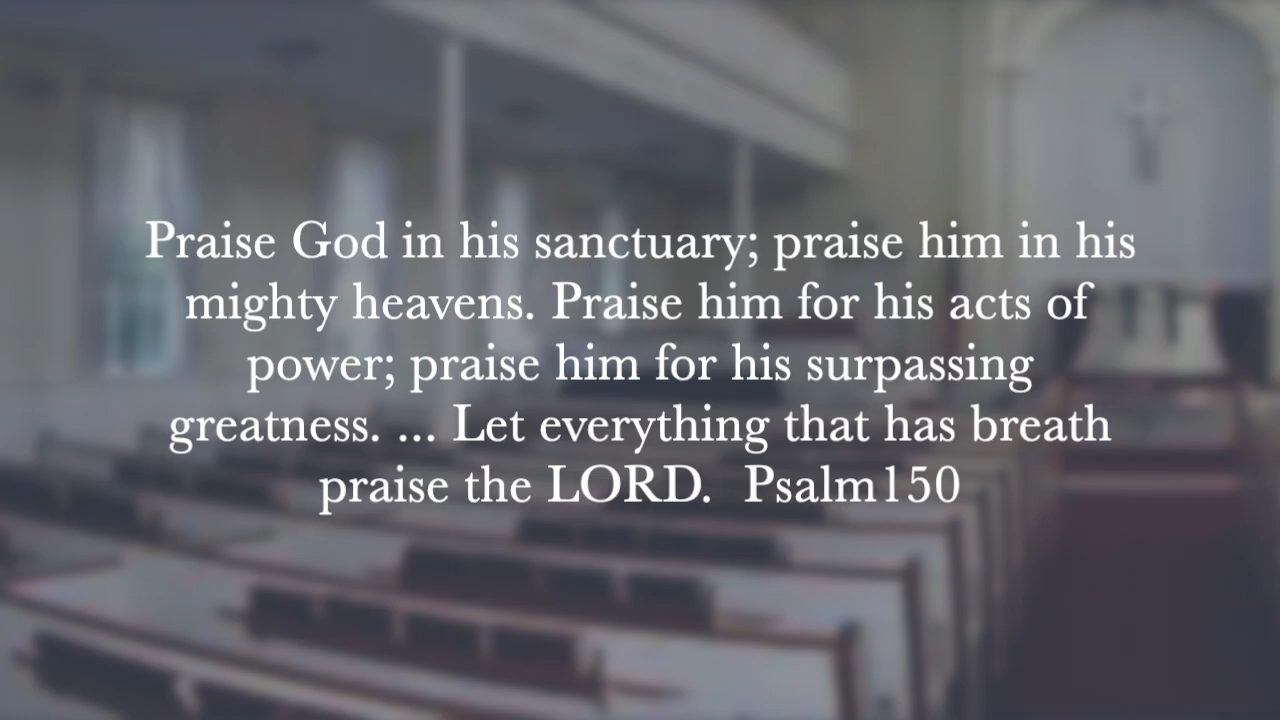 Praise God in his sanctuary; praise him in his
mighty heavens. Praise him for his acts of
power; praise him for his surpassing
greatness. ... Let everything that has breath
praise the LORD.  Psalm150